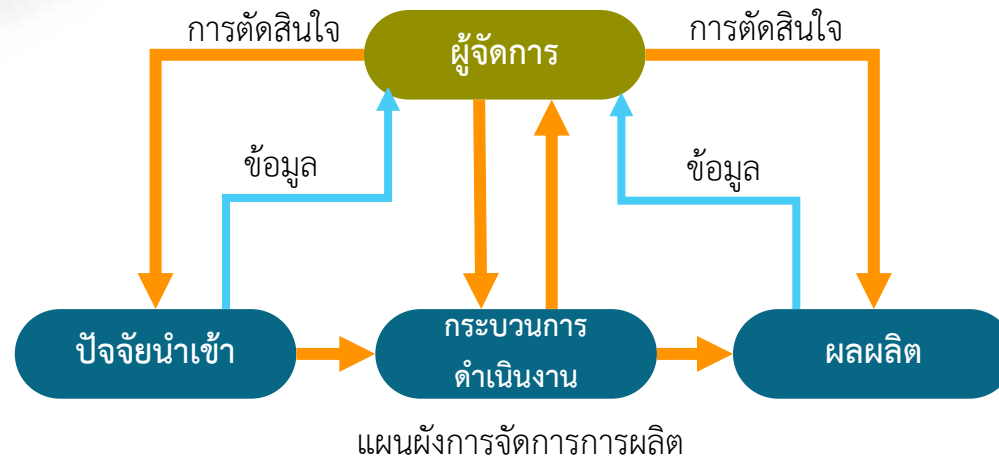 การตัดสินใจ
ผู้จัดการ
การตัดสินใจ
ข้อมูล
ข้อมูล
ปัจจัยนำเข้า
กระบวนการ
ดำเนินงาน
ผลผลิต
แผนผังการจัดการการผลิต